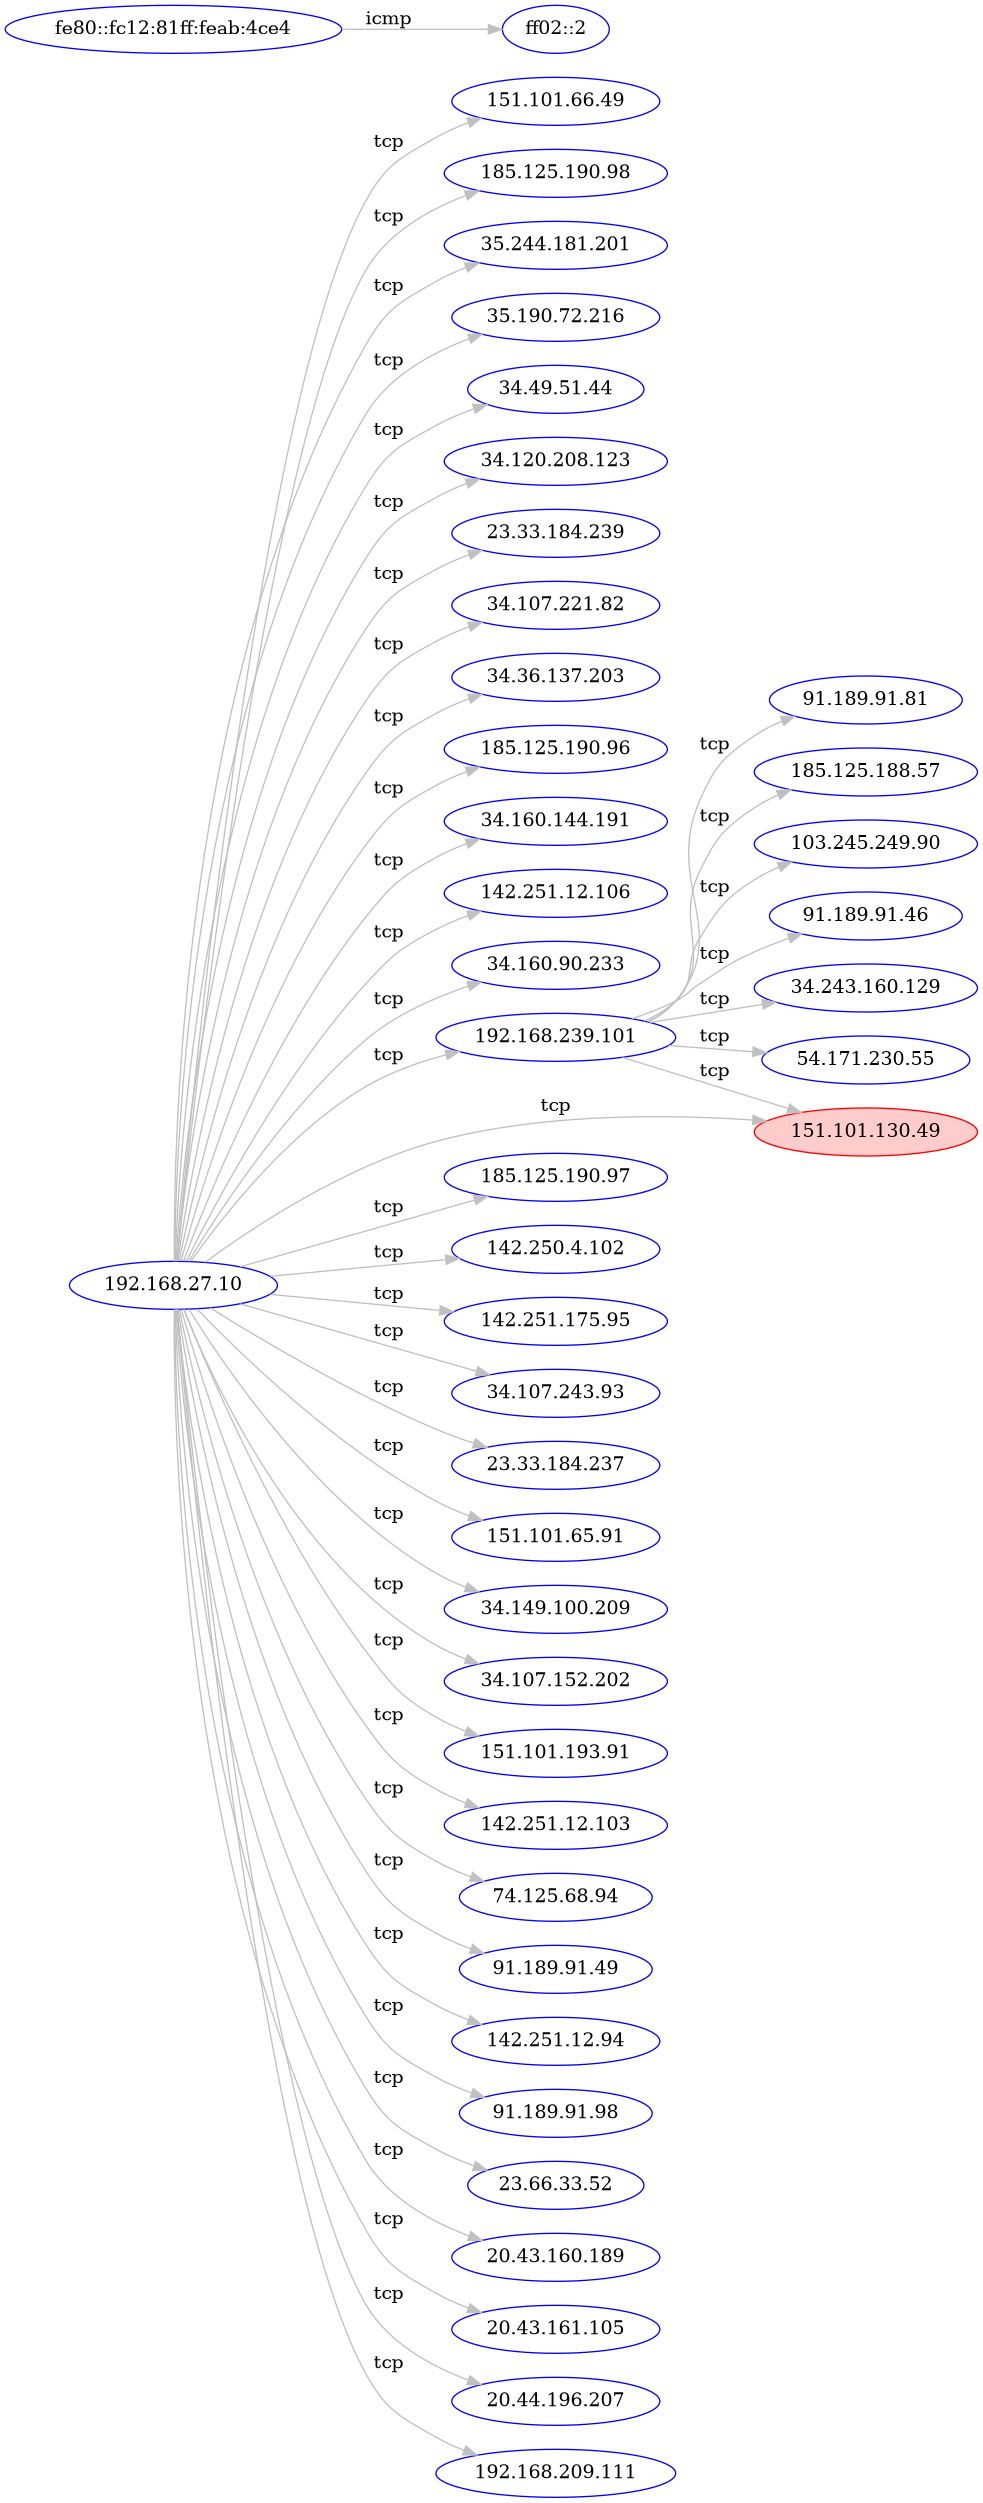 fe80::fc12:81ff:feab:4ce4
icmp
ff02::2
151.101.66.49
tcp
185.125.190.98
tcp
35.244.181.201
tcp
35.190.72.216
tcp
34.49.51.44
tcp
34.120.208.123
tcp
23.33.184.239
tcp
34.107.221.82
tcp
34.36.137.203
tcp
185.125.190.96
tcp
34.160.144.191
tcp
142.251.12.106
tcp
34.160.90.233
tcp
192.168.239.101
tcp
91.189.91.81
tcp
185.125.188.57
tcp
103.245.249.90
tcp
91.189.91.46
tcp
34.243.160.129
tcp
54.171.230.55
tcp
151.101.130.49
tcp
tcp
185.125.190.97
tcp
142.250.4.102
tcp
192.168.27.10
142.251.175.95
tcp
34.107.243.93
tcp
23.33.184.237
tcp
151.101.65.91
tcp
34.149.100.209
tcp
34.107.152.202
tcp
151.101.193.91
tcp
142.251.12.103
tcp
74.125.68.94
tcp
91.189.91.49
tcp
142.251.12.94
tcp
91.189.91.98
tcp
23.66.33.52
tcp
20.43.160.189
tcp
20.43.161.105
tcp
20.44.196.207
tcp
192.168.209.111
tcp